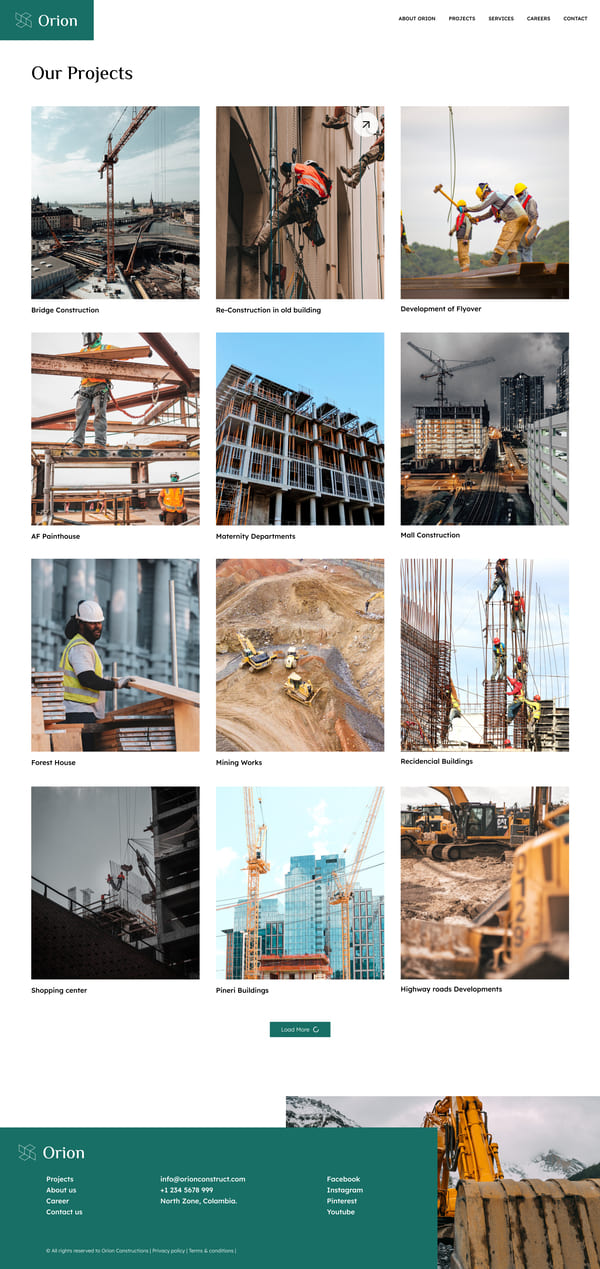 Orion
ABOUT ORION PROJECTS SERVICES CAREERS CONTACT
Our Projects
Bridge Construction
Re-Construction in old building
Development of Flyover
AF Painthouse
Maternity Departments
Mall Construction
Forest House
Mining Works
Recidencial Buildings
Shopping center
Pineri Buildings
Highway roads Developments
Load More
Orion
Projects
About us
Career
Contact us
info@orionconstruct.com
+1 234 5678 999
North Zone, Colombia.
Facebook
Instagram
Pinterest
Youtube
© All rights reserved to Orion Constructions | Privacy policy | Terms & conditions |